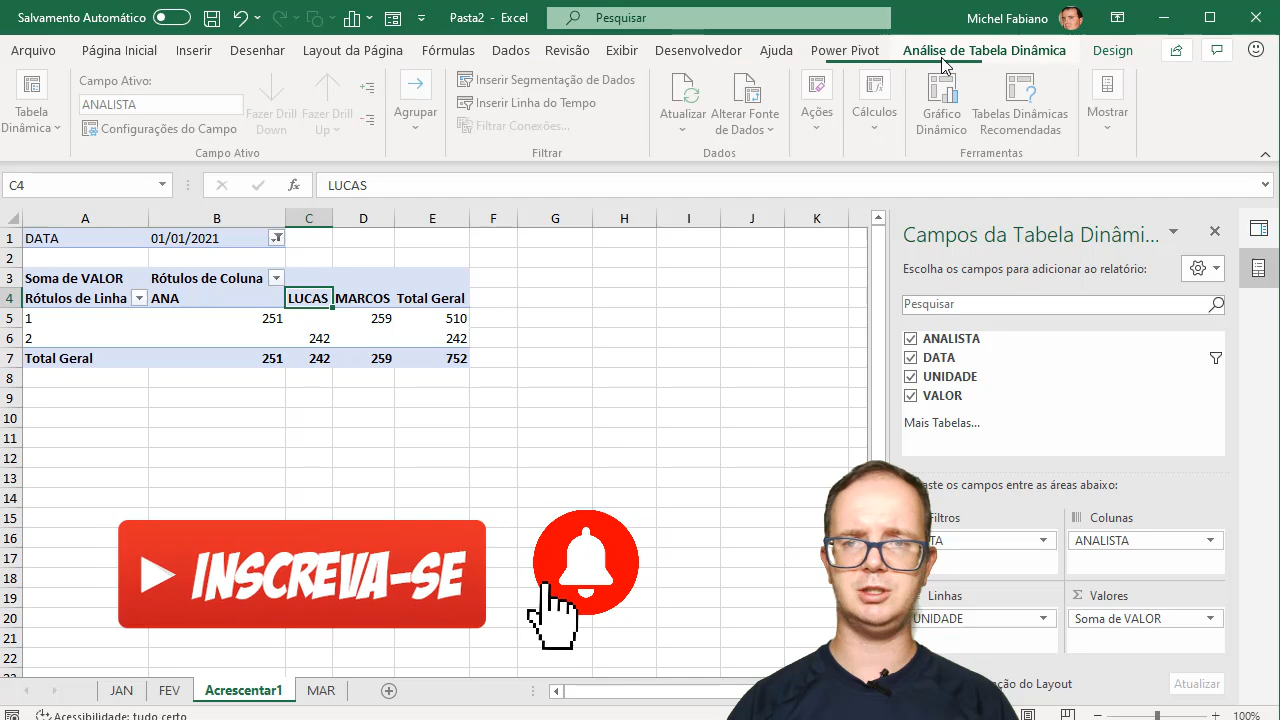 Salvamento Automático
Pasta2 - Excel
Pesquisar
Michel Fabiano
Arquivo Página Inicial Inserir Desenhar Layout da Página Fórmulas Dados Revisão Exibir Desenvolvedor Ajuda Power Pivot Análise de Tabela Dinâmica Design
Tabela Dinâmica
Campo Ativo:
ANALISTA
Configurações do Campo
Fazer Drill Down
Fazer Drill Up
Campo Ativo
Agrupar
Inserir Segmentação de Dados
Inserir Linha do Tempo
Filtrar Conexões...
Filtrar
Atualizar
Alterar Fonte de Dados
Dados
Ações
Cálculos
Gráfico Dinâmico
Tabelas Dinâmicas Recomendadas
Ferramentas
Mostrar
C4
LUCAS
A B C D E F G H I J K
1 DATA 01/01/2021
2
3 Soma de VALOR Rótulos de Coluna
4 Rótulos de Linha ANA LUCAS MARCOS Total Geral
5 1 251 259 510
6 2 242 242
7 Total Geral 251 242 259 752
8
9
10
11
12
13
14
15
16
17
18
19
20
21
22
INSCREVA-SE
Campos da Tabela Dinâmi...
Escolha os campos para adicionar ao relatório:
Pesquisar
ANALISTA
DATA
UNIDADE
VALOR
Mais Tabelas...
aste os campos entre as áreas abaixo:
Filtros
TA
Colunas
ANALISTA
Linhas
UNIDADE
Valores
Soma de VALOR
ão do Layout
Atualizar
JAN FEV Acrescentar1 MAR
Acessibilidade: tudo certo
100%